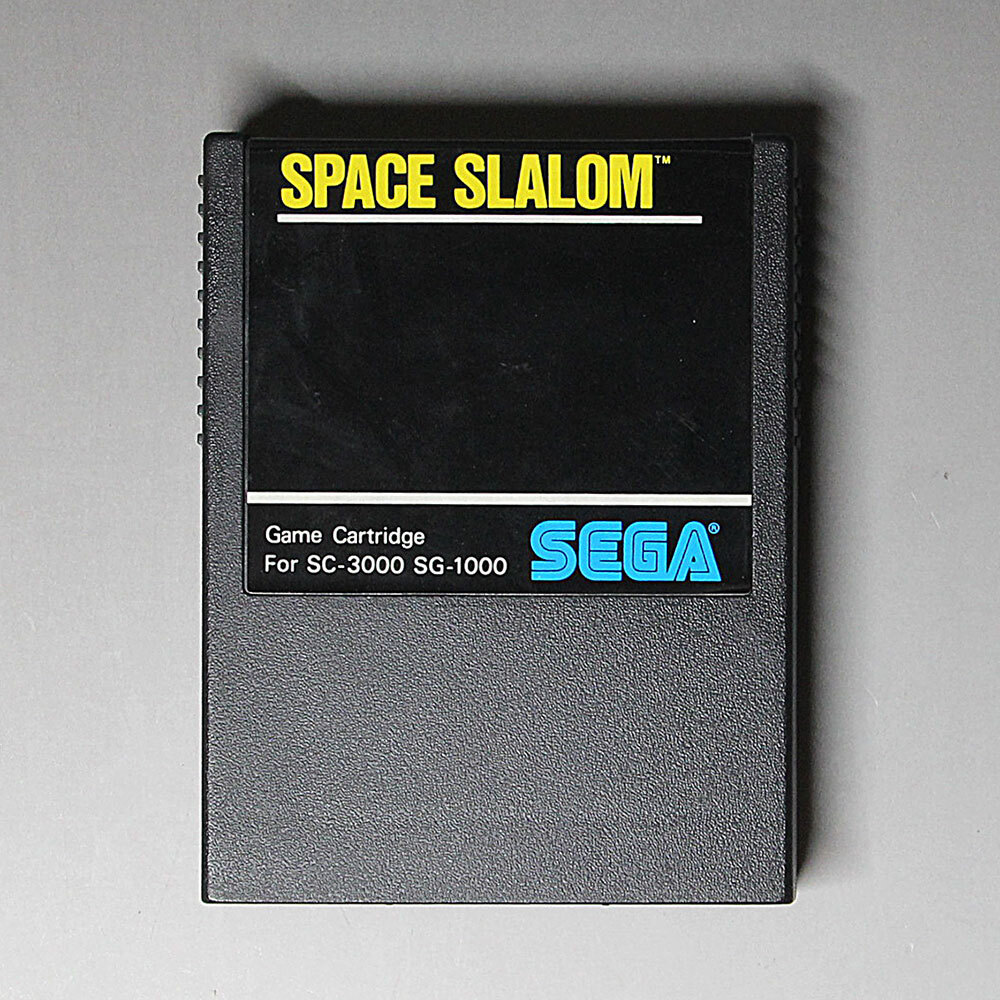 SPACE SLALOM™
Game Cartridge
For SC-3000 SG-1000
SEGA®